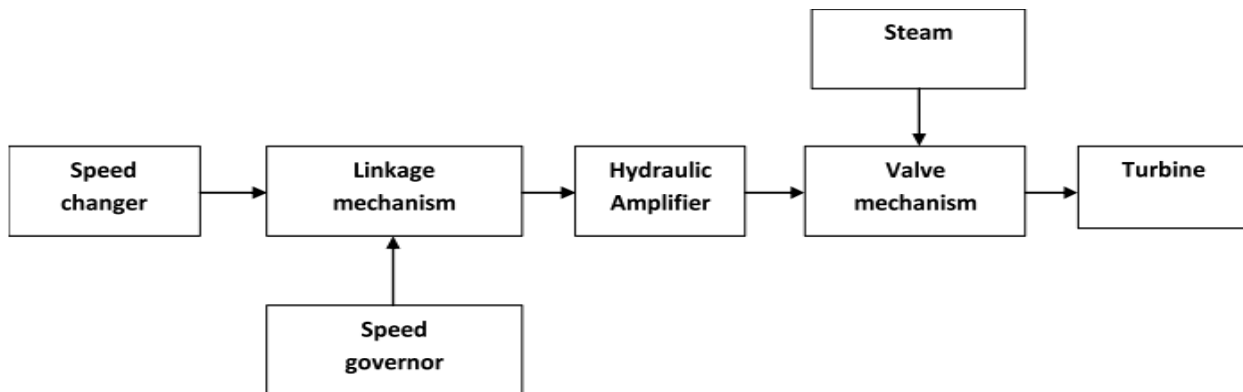 Steam
Speed
changer
Linkage
mechanism
Hydraulic
Amplifier
Valve
mechanism
Turbine
Speed
governor